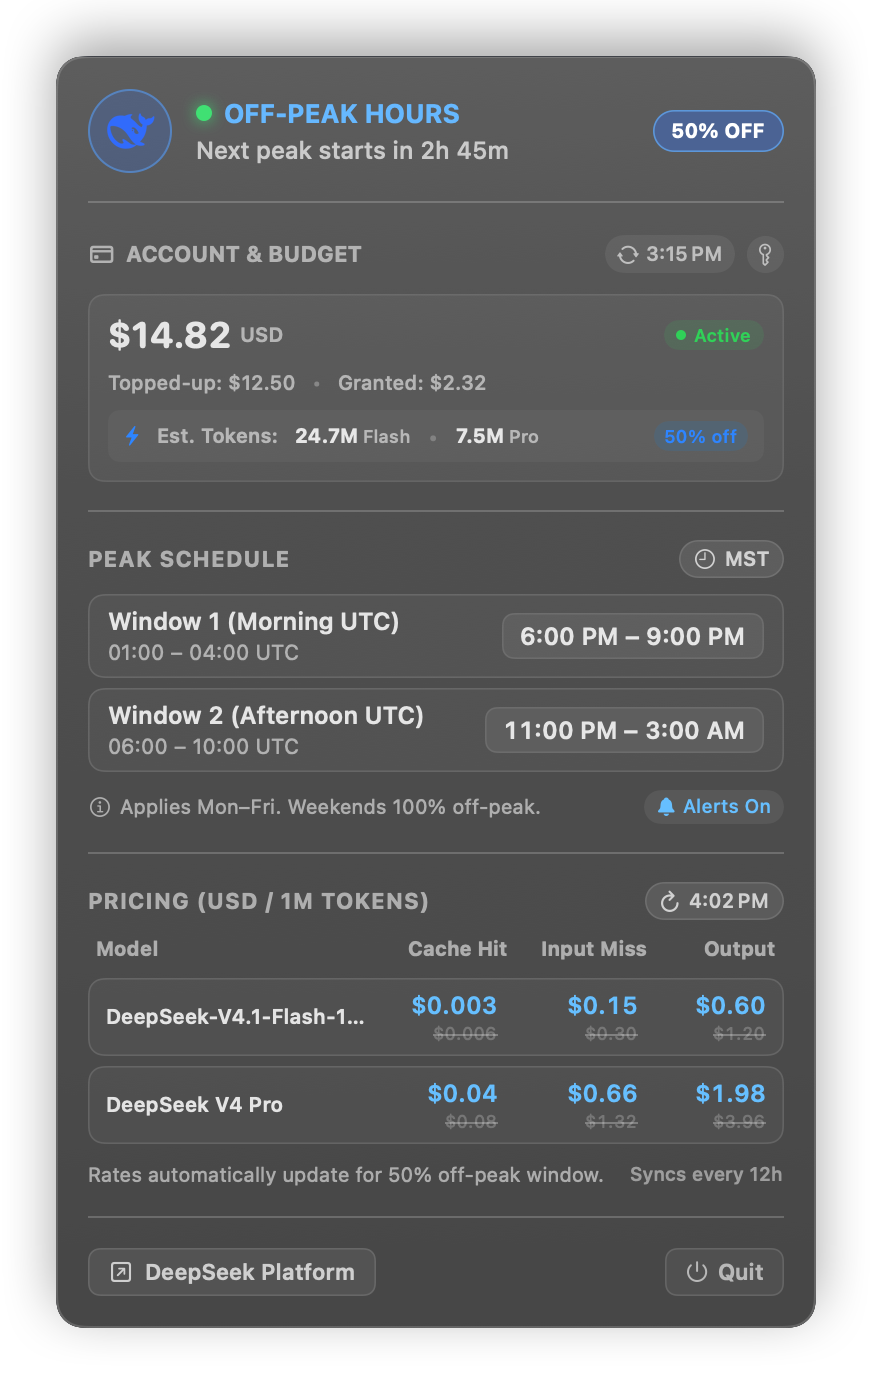 OFF-PEAK HOURS
Next peak starts in 2h 45m
50% OFF
ACCOUNT & BUDGET
3:15 PM
$14.82 USD
Active
Topped-up: $12.50 • Granted: $2.32
Est. Tokens: 24.7M Flash • 7.5M Pro
50% off
PEAK SCHEDULE
MST
Window 1 (Morning UTC)
01:00 – 04:00 UTC
6:00 PM – 9:00 PM
Window 2 (Afternoon UTC)
06:00 – 10:00 UTC
11:00 PM – 3:00 AM
Applies Mon–Fri. Weekends 100% off-peak.
Alerts On
PRICING (USD / 1M TOKENS)
4:02 PM
Model Cache Hit Input Miss Output
DeepSeek-V4.1-Flash-1... $0.003 $0.15 $0.60
$0.006 $0.30 $1.20
DeepSeek V4 Pro $0.04 $0.66 $1.98
$0.08 $1.32 $3.96
Rates automatically update for 50% off-peak window. Syncs every 12h
DeepSeek Platform
Quit